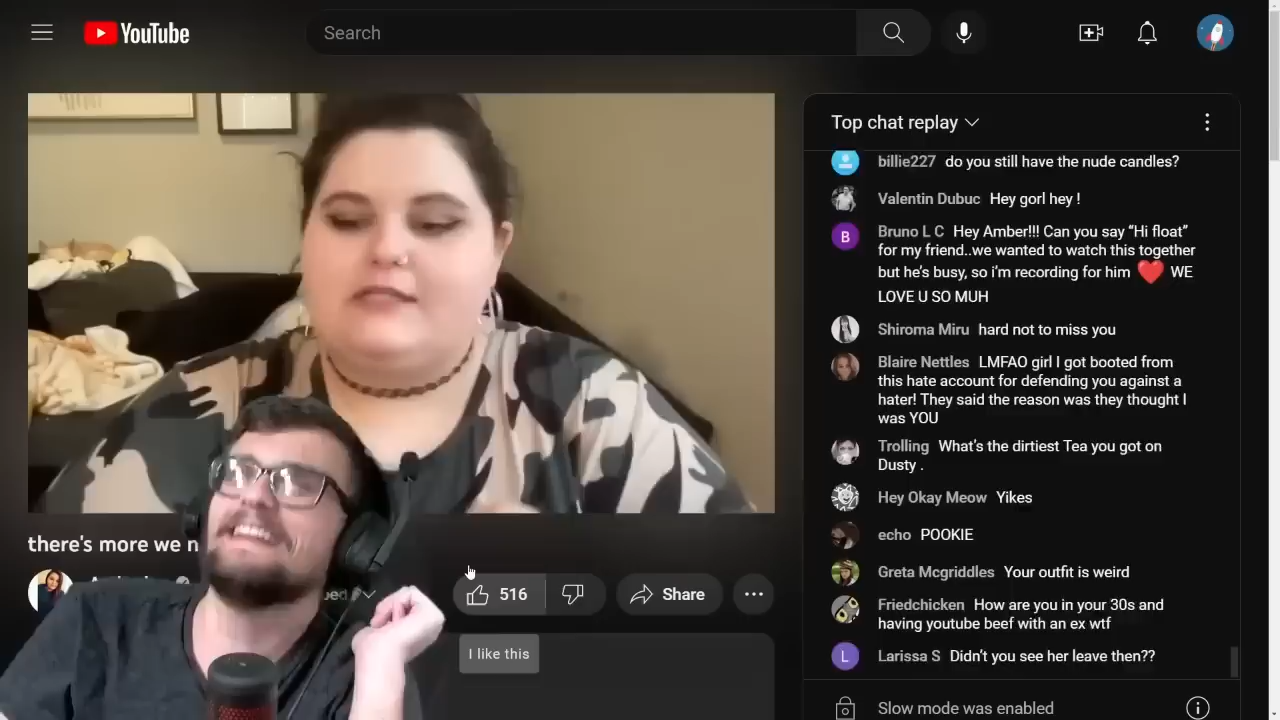 YouTube
Search
Top chat replay
billie227 do you still have the nude candles?
Valentin Dubuc Hey gorl hey !
B
Bruno L C Hey Amber!!! Can you say “Hi float”
for my friend..we wanted to watch this together
but he's busy, so i'm recording for him ❤️ WE
LOVE U SO MUH
Shiroma Miru hard not to miss you
Blaire Nettles LMFAO girl I got booted from
this hate account for defending you against a
hater! They said the reason was they thought I
was YOU
Trolling What's the dirtiest Tea you got on
Dusty .
Hey Okay Meow Yikes
echo POOKIE
Greta Mcgriddles Your outfit is weird
Friedchicken How are you in your 30s and
having youtube beef with an ex wtf
L
Larissa S Didn't you see her leave then??
Slow mode was enabled
there's more we n
516
Share
I like this